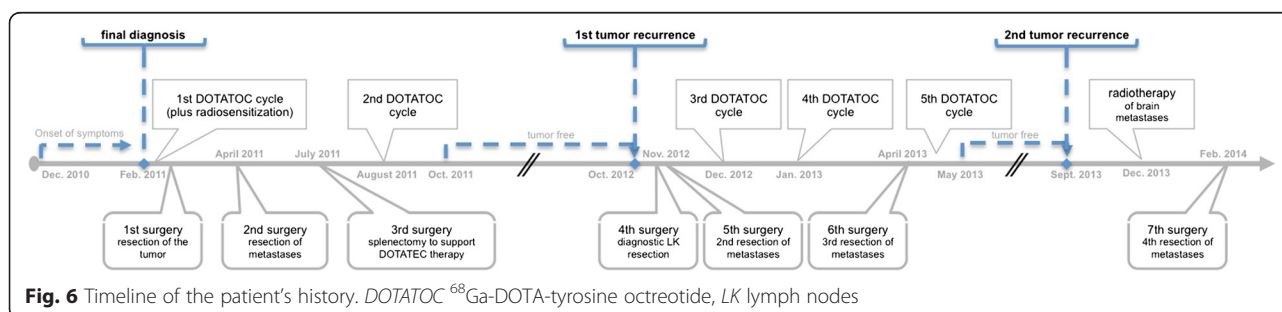 final diagnosis
1st tumor recurrence
2nd tumor recurrence
1st DOTATOC cycle
(plus radiosensitization)
2nd DOTATOC
cycle
3rd DOTATOC
cycle
4th DOTATOC
cycle
5th DOTATOC
cycle
radiotherapy
of brain
metastases
Onset of symptoms
tumor free
tumor free
April 2011
July 2011
Nov. 2012
April 2013
Feb. 2014
Dec. 2010
Feb. 2011
August 2011
Oct. 2011
Oct. 2012
Dec. 2012
Jan. 2013
May 2013
Sept. 2013
Dec. 2013
1st surgery
resection of the
tumor
2nd surgery
resection of
metastases
3rd surgery
splenectomy to support
DOTATEC therapy
4th surgery
diagnostic LK
resection
5th surgery
2nd resection of
metastases
6th surgery
3rd resection of
metastases
7th surgery
4th resection of
metastases
Fig. 6 Timeline of the patient's history. DOTATOC ⁶⁸Ga-DOTA-tyrosine octreotide, LK lymph nodes